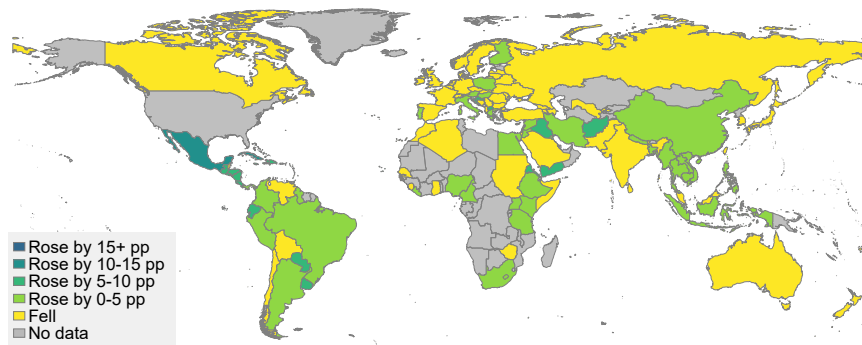 Rose by 15+ pp
Rose by 10-15 pp
Rose by 5-10 pp
Rose by 0-5 pp
Fell
No data